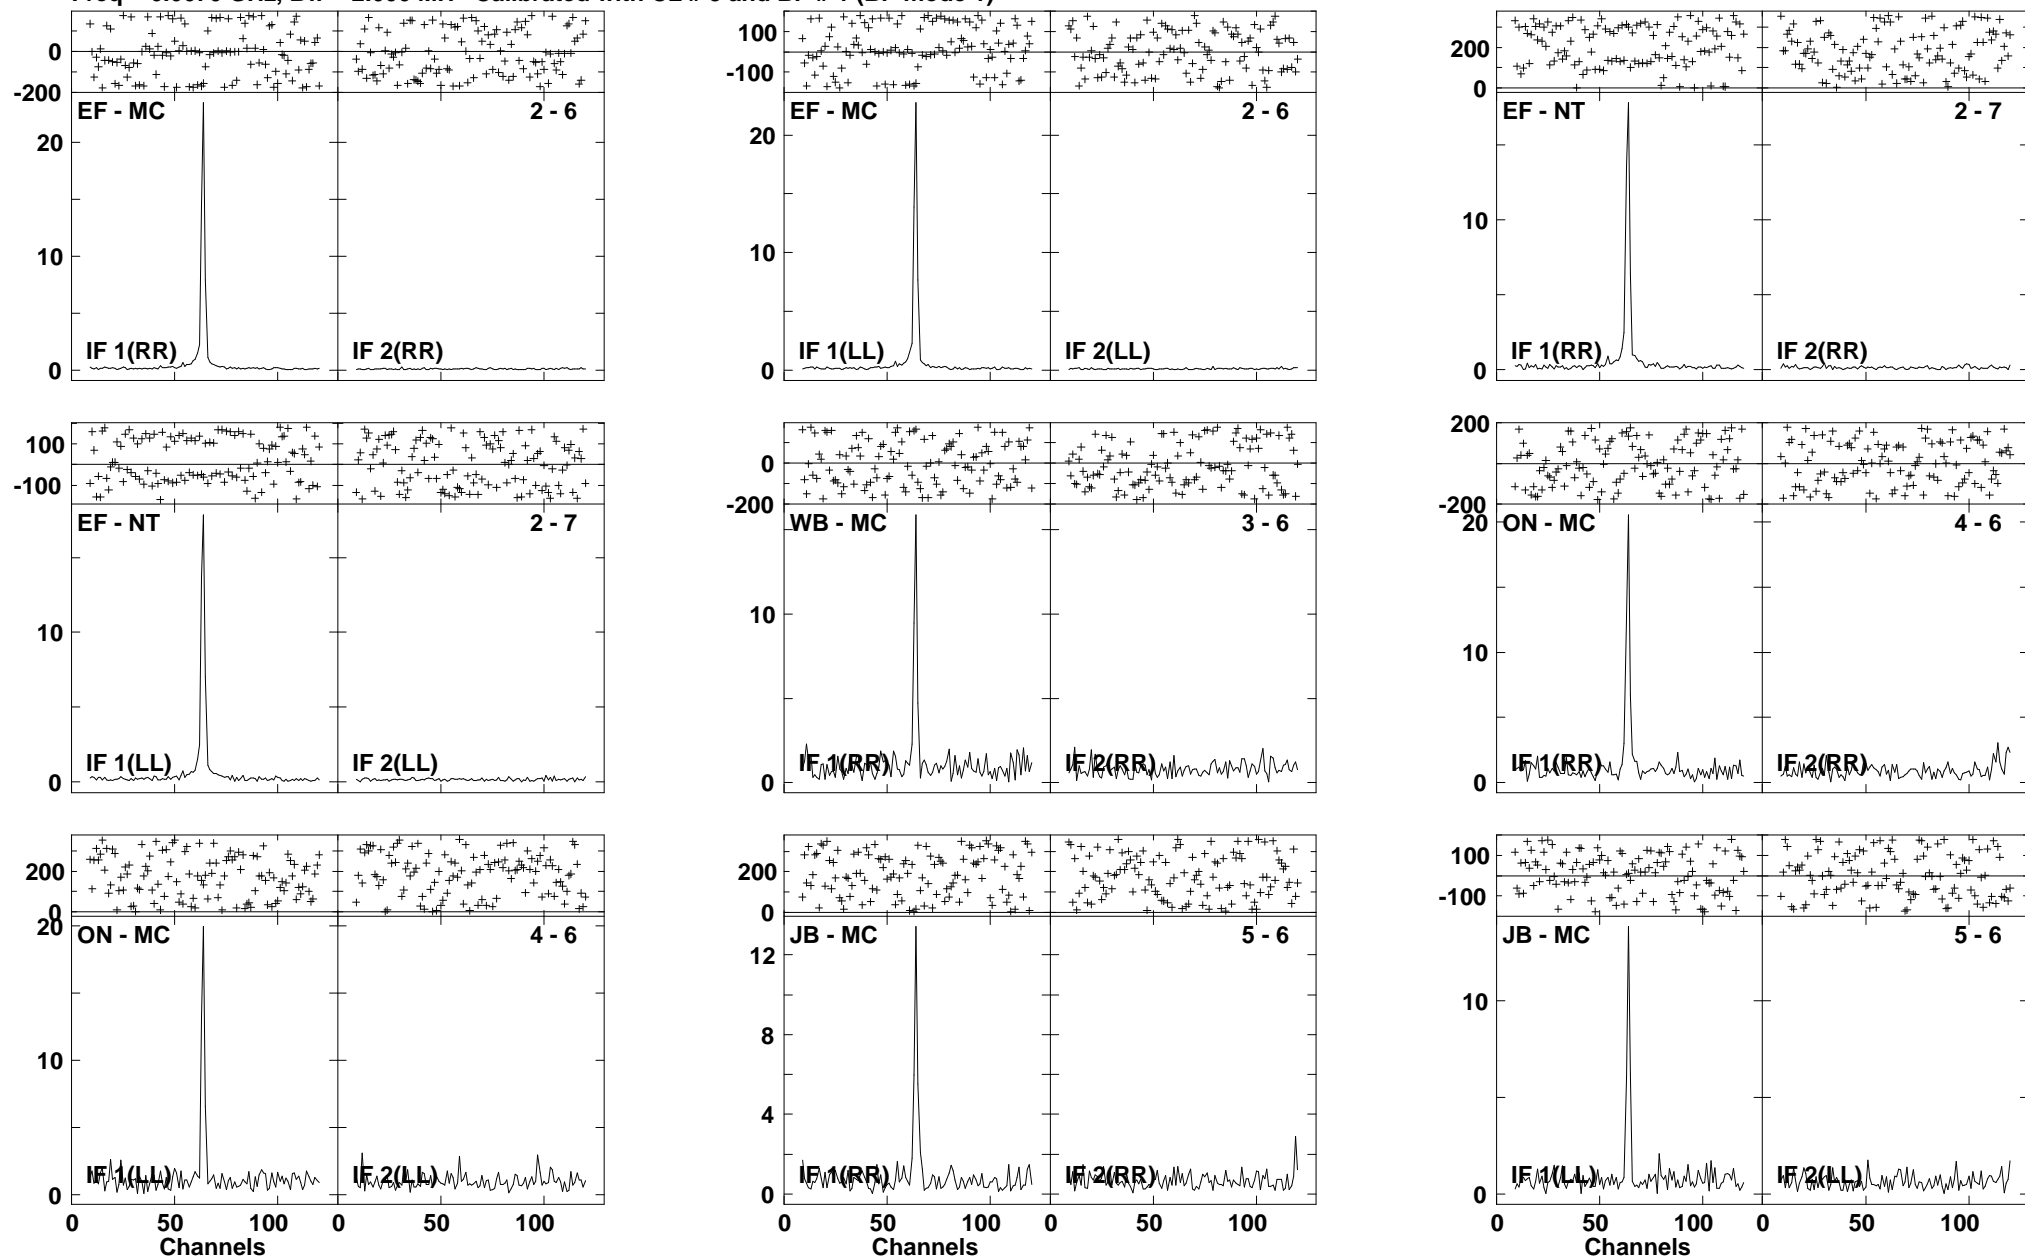 0 100 200
-200 -100 0
EF - MC 2 - 6 EF - MC 2 - 6 EF - NT 2 - 7
20 20
10 10 10
IF 1(RR) IF 2(RR) IF 1(LL) IF 2(LL) IF 1(RR) IF 2(RR)
0 0 0
100 0 200
-100 -200 -200
EF - NT 2 - 7 WB - MC 3 - 6 ON - MC 4 - 6
20
10 10 10
IF 1(LL) IF 2(LL) IF 1(RR) IF 2(RR) IF 1(RR) IF 2(RR)
0 0 0
200 200 100
0 0 -100
ON - MC 4 - 6 JB - MC 5 - 6 JB - MC 5 - 6
20 12
10 8 10
4
IF 1(LL) IF 2(LL) IF 1(RR) IF 2(RR) IF 1(LL) IF 2(LL)
0 0 0
0 50 100 0 50 100 0 50 100 0 50 100 0 50 100 0 50 100
Channels Channels Channels